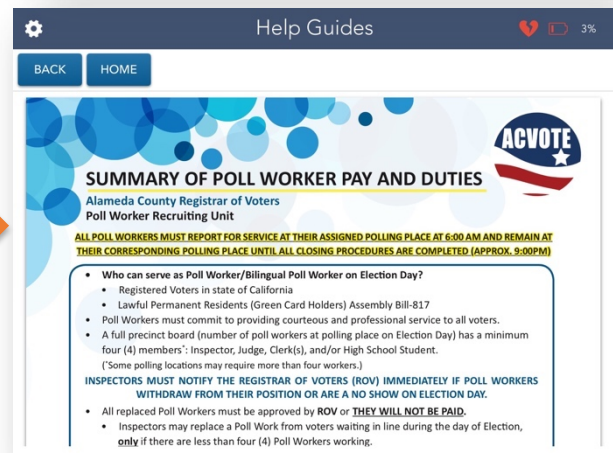 Help Guides
3%
BACK HOME
ACVOTE
SUMMARY OF POLL WORKER PAY AND DUTIES
Alameda County Registrar of Voters
Poll Worker Recruiting Unit
ALL POLL WORKERS MUST REPORT FOR SERVICE AT THEIR ASSIGNED POLLING PLACE AT 6:00 AM AND REMAIN AT
THEIR CORRESPONDING POLLING PLACE UNTIL ALL CLOSING PROCEDURES ARE COMPLETED (APPROX. 9:00PM)
• Who can serve as Poll Worker/Bilingual Poll Worker on Election Day?
• Registered Voters in state of California
• Lawful Permanent Residents (Green Card Holders) Assembly Bill-817
• Poll Workers must commit to providing courteous and professional service to all voters.
• A full precinct board (number of poll workers at polling place on Election Day) has a minimum
four (4) members*: Inspector, Judge, Clerk(s), and/or High School Student.
(*Some polling locations may require more than four workers.)
INSPECTORS MUST NOTIFY THE REGISTRAR OF VOTERS (ROV) IMMEDIATELY IF POLL WORKERS
WITHDRAW FROM THEIR POSITION OR ARE A NO SHOW ON ELECTION DAY.
• All replaced Poll Workers must be approved by ROV or THEY WILL NOT BE PAID.
• Inspectors may replace a Poll Work from voters waiting in line during the day of Election,
only if there are less than four (4) Poll Workers working.